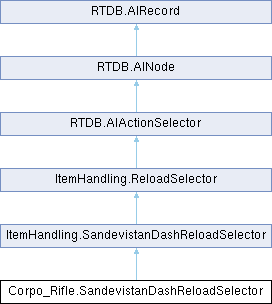 RTDB.AIRecord
RTDB.AINode
RTDB.AIActionSelector
ItemHandling.ReloadSelector
ItemHandling.SandevistanDashReloadSelector
Corpo_Rifle.SandevistanDashReloadSelector